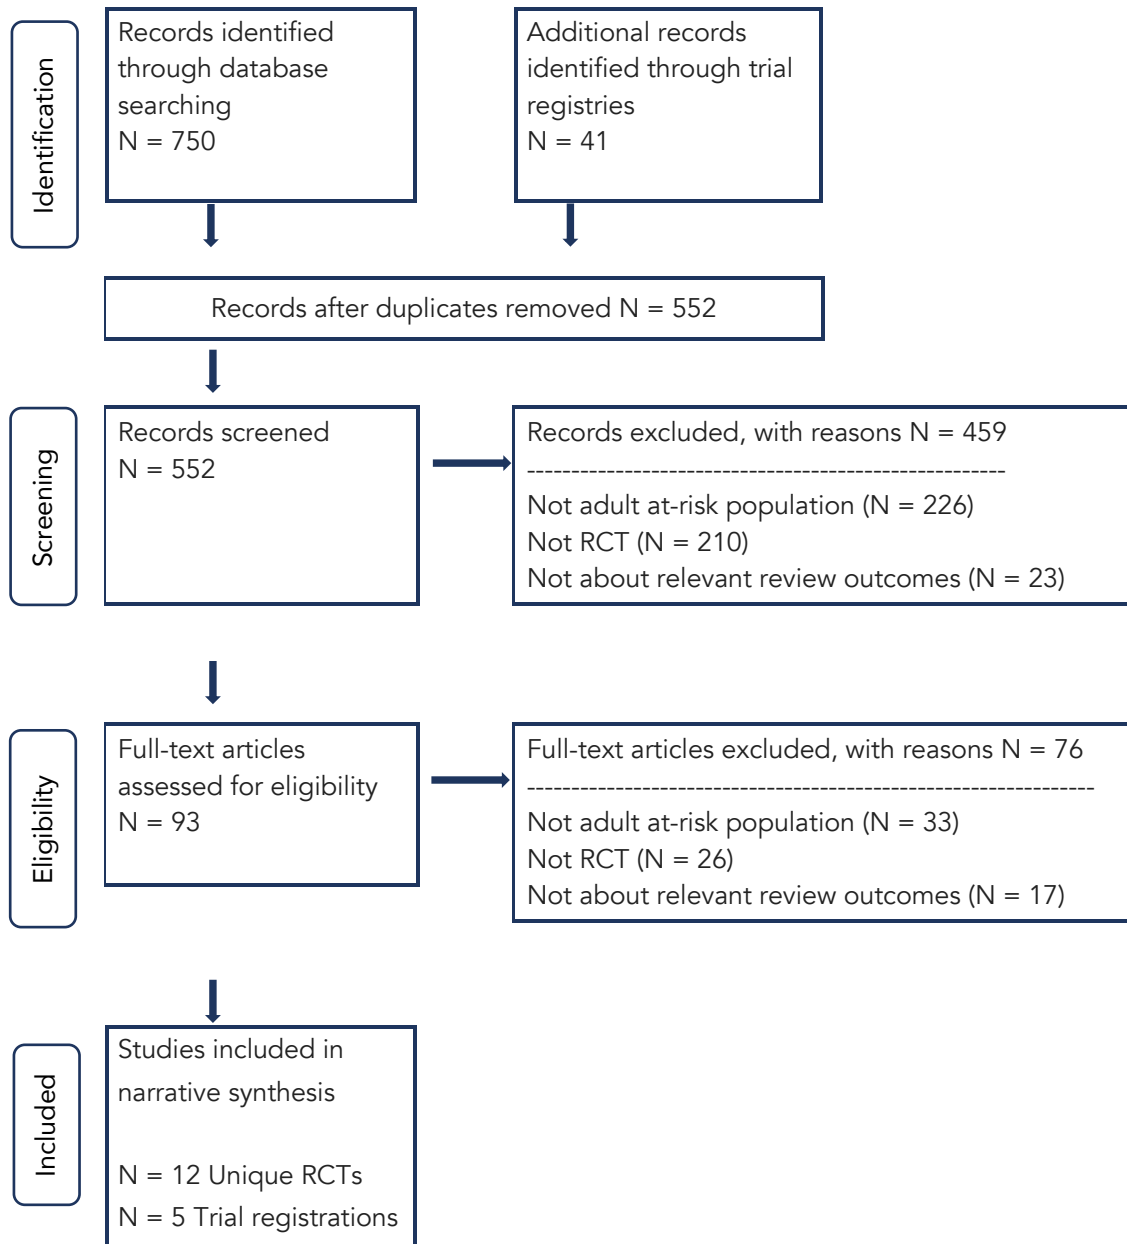 Identification
Records identified
through database
searching
N = 750
Additional records
identified through trial
registries
N = 41
Records after duplicates removed N = 552
Screening
Records screened
N = 552
Records excluded, with reasons N = 459
------------------------------------------------------
Not adult at-risk population (N = 226)
Not RCT (N = 210)
Not about relevant review outcomes (N = 23)
Eligibility
Full-text articles
assessed for eligibility
N = 93
Full-text articles excluded, with reasons N = 76
----------------------------------------------------------------
Not adult at-risk population (N = 33)
Not RCT (N = 26)
Not about relevant review outcomes (N = 17)
Included
Studies included in
narrative synthesis
N = 12 Unique RCTs
N = 5 Trial registrations